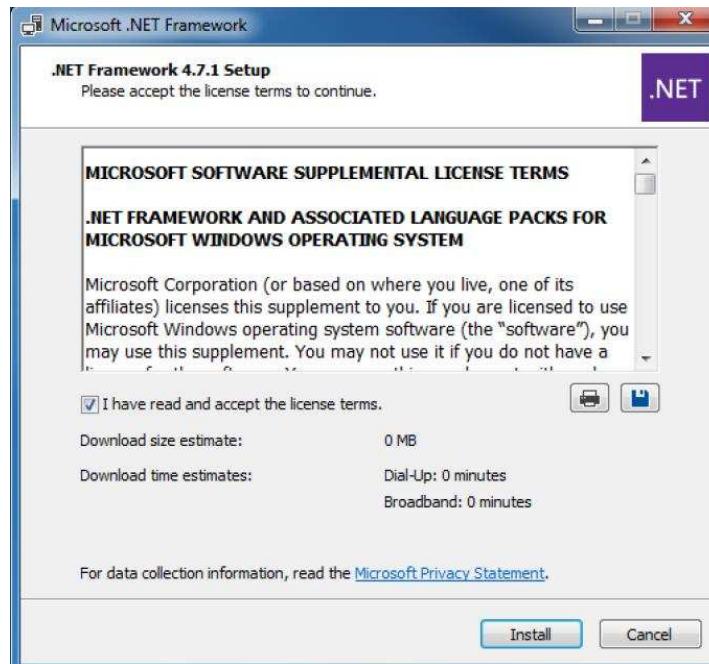 Microsoft .NET Framework
.NET Framework 4.7.1 Setup
Please accept the license terms to continue.
.NET
MICROSOFT SOFTWARE SUPPLEMENTAL LICENSE TERMS
.NET FRAMEWORK AND ASSOCIATED LANGUAGE PACKS FOR
MICROSOFT WINDOWS OPERATING SYSTEM
Microsoft Corporation (or based on where you live, one of its
affiliates) licenses this supplement to you. If you are licensed to use
Microsoft Windows operating system software (the “software”), you
may use this supplement. You may not use it if you do not have a
I have read and accept the license terms.
Download size estimate: 0 MB
Download time estimates: Dial-Up: 0 minutes
Broadband: 0 minutes
For data collection information, read the Microsoft Privacy Statement.
Install Cancel